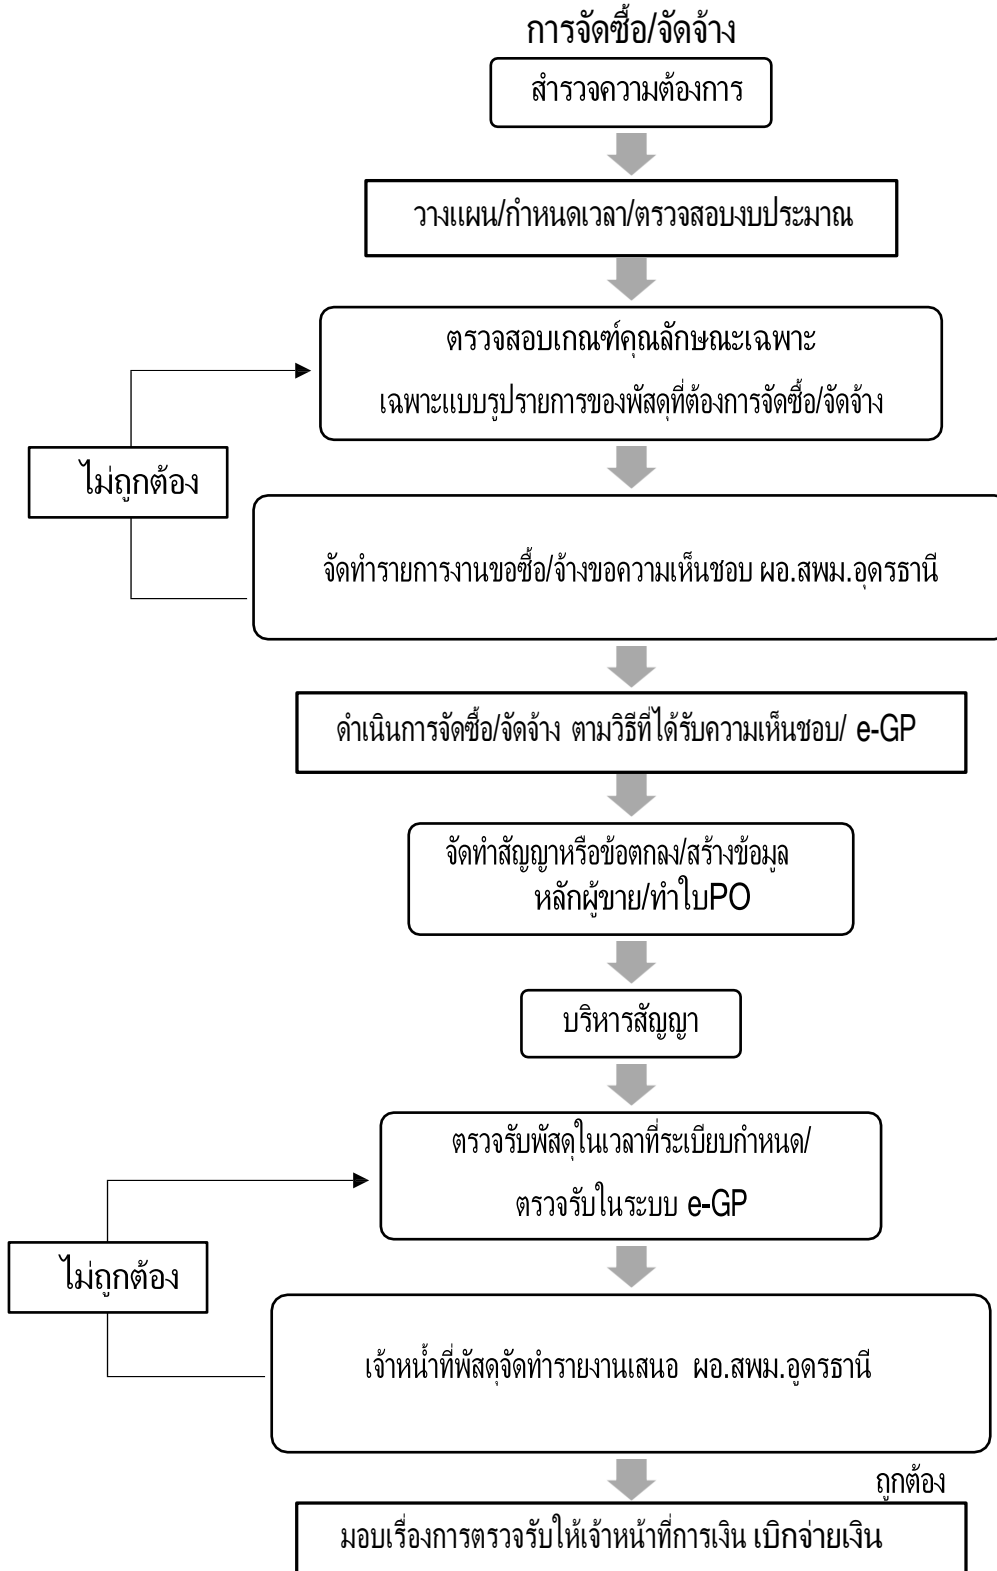 การจัดซื้อ/จัดจ้าง
สำรวจความต้องการ
วางแผน/กำหนดเวลา/ตรวจสอบงบประมาณ
ตรวจสอบเกณฑ์คุณลักษณะเฉพาะ
เฉพาะแบบรูปรายการของพัสดุที่ต้องการจัดซื้อ/จัดจ้าง
ไม่ถูกต้อง
จัดทำรายการงานขอซื้อ/จ้างขอความเห็นชอบ ผอ.สพม.อุดรธานี
ดำเนินการจัดซื้อ/จัดจ้าง ตามวิธีที่ได้รับความเห็นชอบ/ e-GP
จัดทำสัญญาหรือข้อตกลง/สร้างข้อมูล
หลักผู้ขาย/ทำใบPO
บริหารสัญญา
ตรวจรับพัสดุในเวลาที่ระเบียบกำหนด/
ตรวจรับในระบบ e-GP
ไม่ถูกต้อง
เจ้าหน้ำที่พัสดุจัดทำรายงานเสนอ ผอ.สพม.อูดรธานี
ถูกต้อง
มอบเรื่องการตรวจรับให้เจ้าหน้าที่การเงิน เบิกจ่ายเงิน